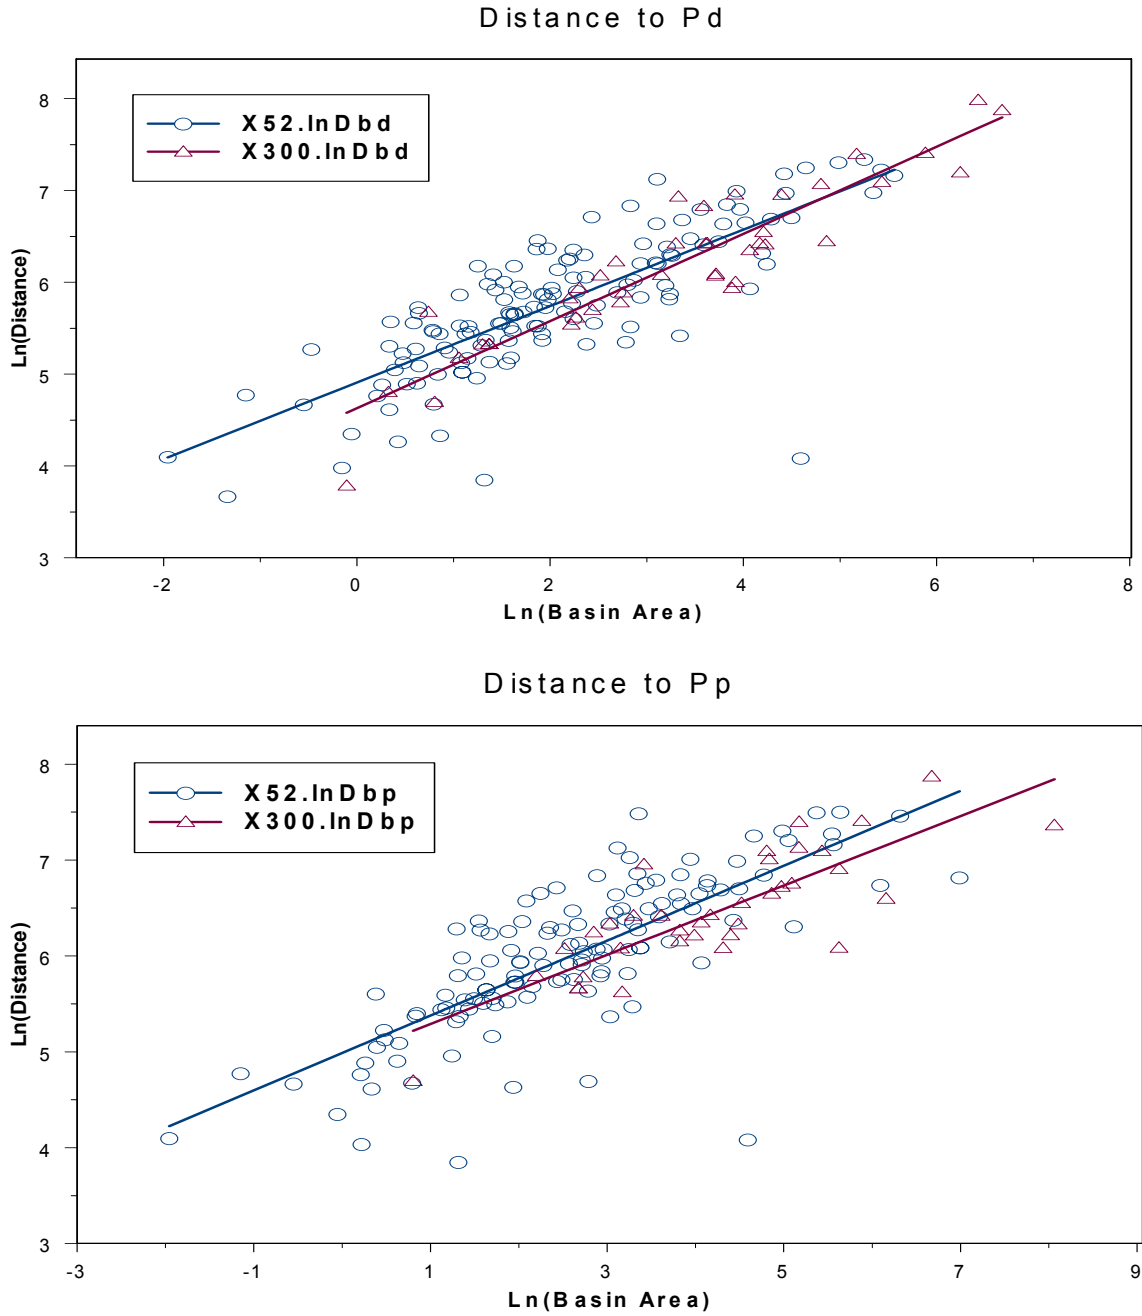 Distance to Pd
X52.lnDbd
X300.lnDbd
8
7
6
5
4
3
Ln(Distance)
-2 0 2 4 6 8
Ln(Basin Area)
Distance to Pp
X52.lnDbp
X300.lnDbp
8
7
6
5
4
3
Ln(Distance)
-3 -1 1 3 5 7 9
Ln(Basin Area)